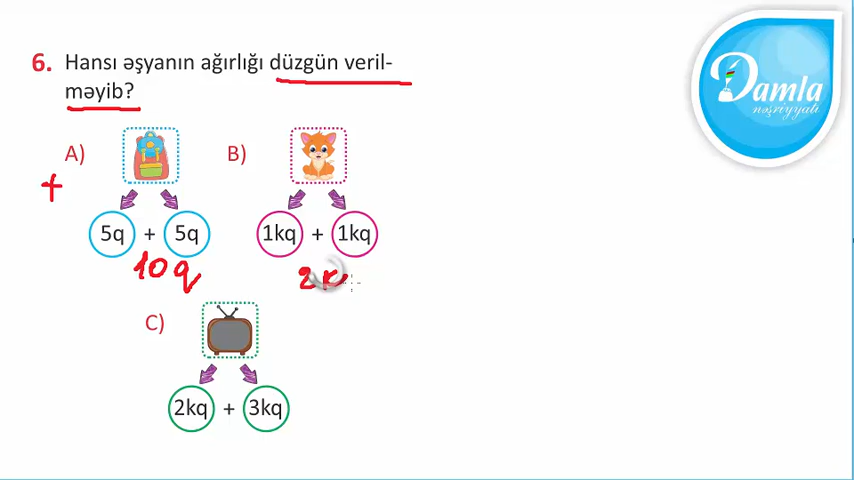 6. Hansı əşyanın ağırlığı düzgün veril-
məyib?
A)
B)
+
5q + 5q
1kq + 1kq
10q
C)
2kq + 3kq
Damla
nəşriyyatı